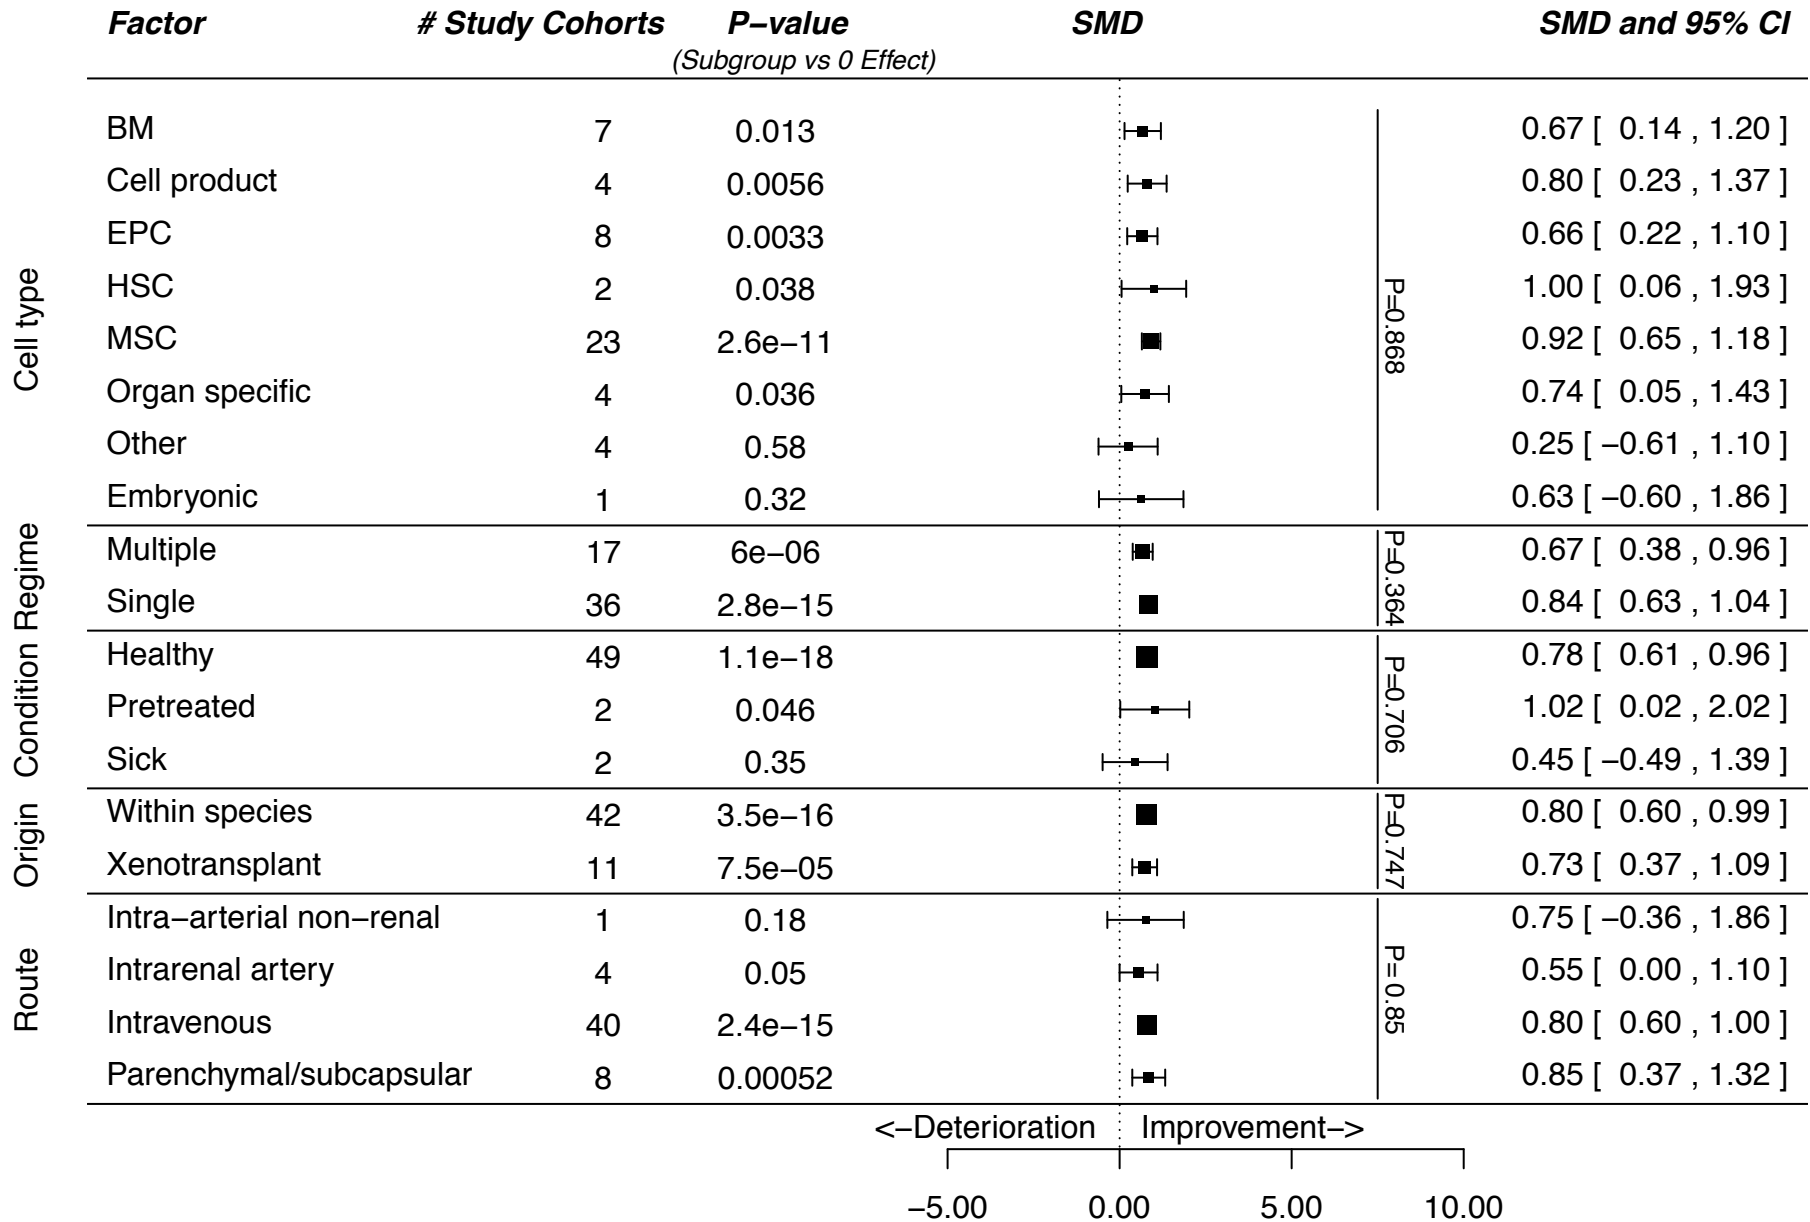 Factor # Study Cohorts P−value SMD SMD and 95% CI
(Subgroup vs 0 Effect)
Cell type
BM 7 0.013 0.67 [ 0.14 , 1.20 ]
Cell product 4 0.0056 0.80 [ 0.23 , 1.37 ]
EPC 8 0.0033 0.66 [ 0.22 , 1.10 ]
HSC 2 0.038 1.00 [ 0.06 , 1.93 ]
MSC 23 2.6e−11 0.92 [ 0.65 , 1.18 ]
Organ specific 4 0.036 0.74 [ 0.05 , 1.43 ]
Other 4 0.58 0.25 [ −0.61 , 1.10 ]
Embryonic 1 0.32 0.63 [ −0.60 , 1.86 ]
P=0.868
Regime
Multiple 17 6e−06 0.67 [ 0.38 , 0.96 ]
Single 36 2.8e−15 0.84 [ 0.63 , 1.04 ]
P=0.364
Condition
Healthy 49 1.1e−18 0.78 [ 0.61 , 0.96 ]
Pretreated 2 0.046 1.02 [ 0.02 , 2.02 ]
Sick 2 0.35 0.45 [ −0.49 , 1.39 ]
P=0.706
Origin
Within species 42 3.5e−16 0.80 [ 0.60 , 0.99 ]
Xenotransplant 11 7.5e−05 0.73 [ 0.37 , 1.09 ]
P=0.747
Route
Intra−arterial non−renal 1 0.18 0.75 [ −0.36 , 1.86 ]
Intrarenal artery 4 0.05 0.55 [ 0.00 , 1.10 ]
Intravenous 40 2.4e−15 0.80 [ 0.60 , 1.00 ]
Parenchymal/subcapsular 8 0.00052 0.85 [ 0.37 , 1.32 ]
P= 0.85
<−Deterioration Improvement−>
−5.00 0.00 5.00 10.00